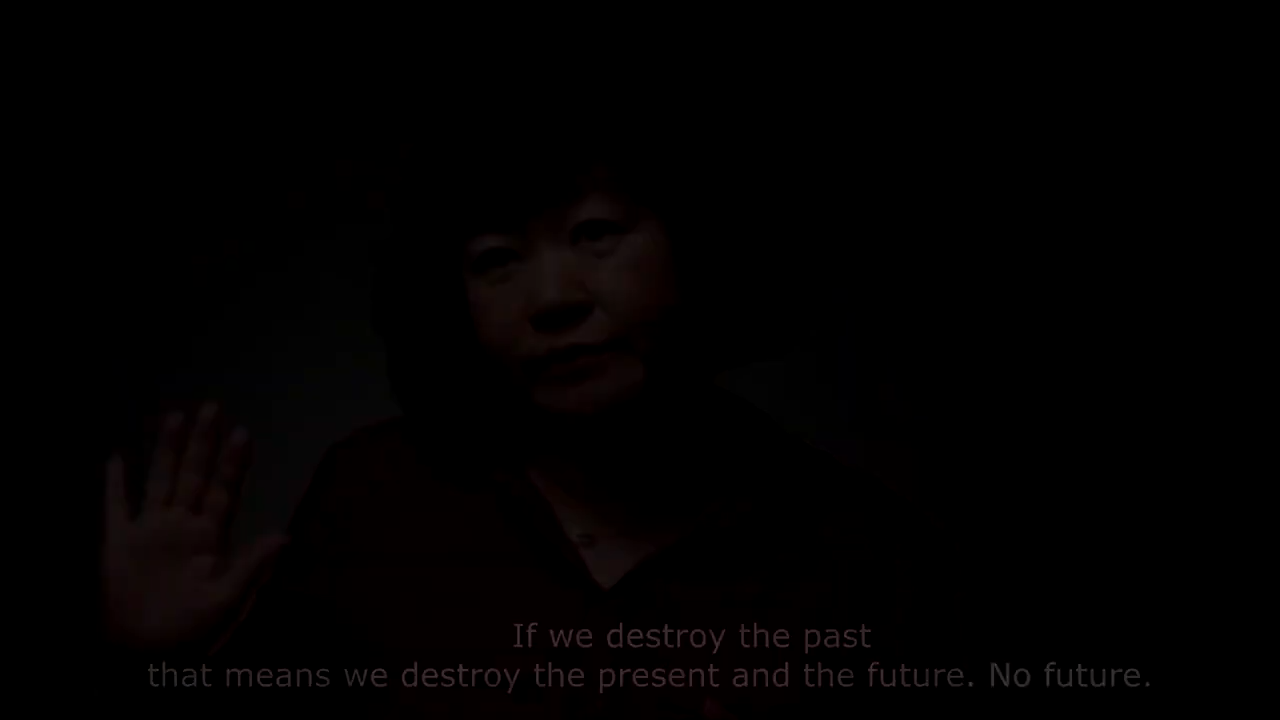 If we destroy the past
that means we destroy the present and the future. No future.